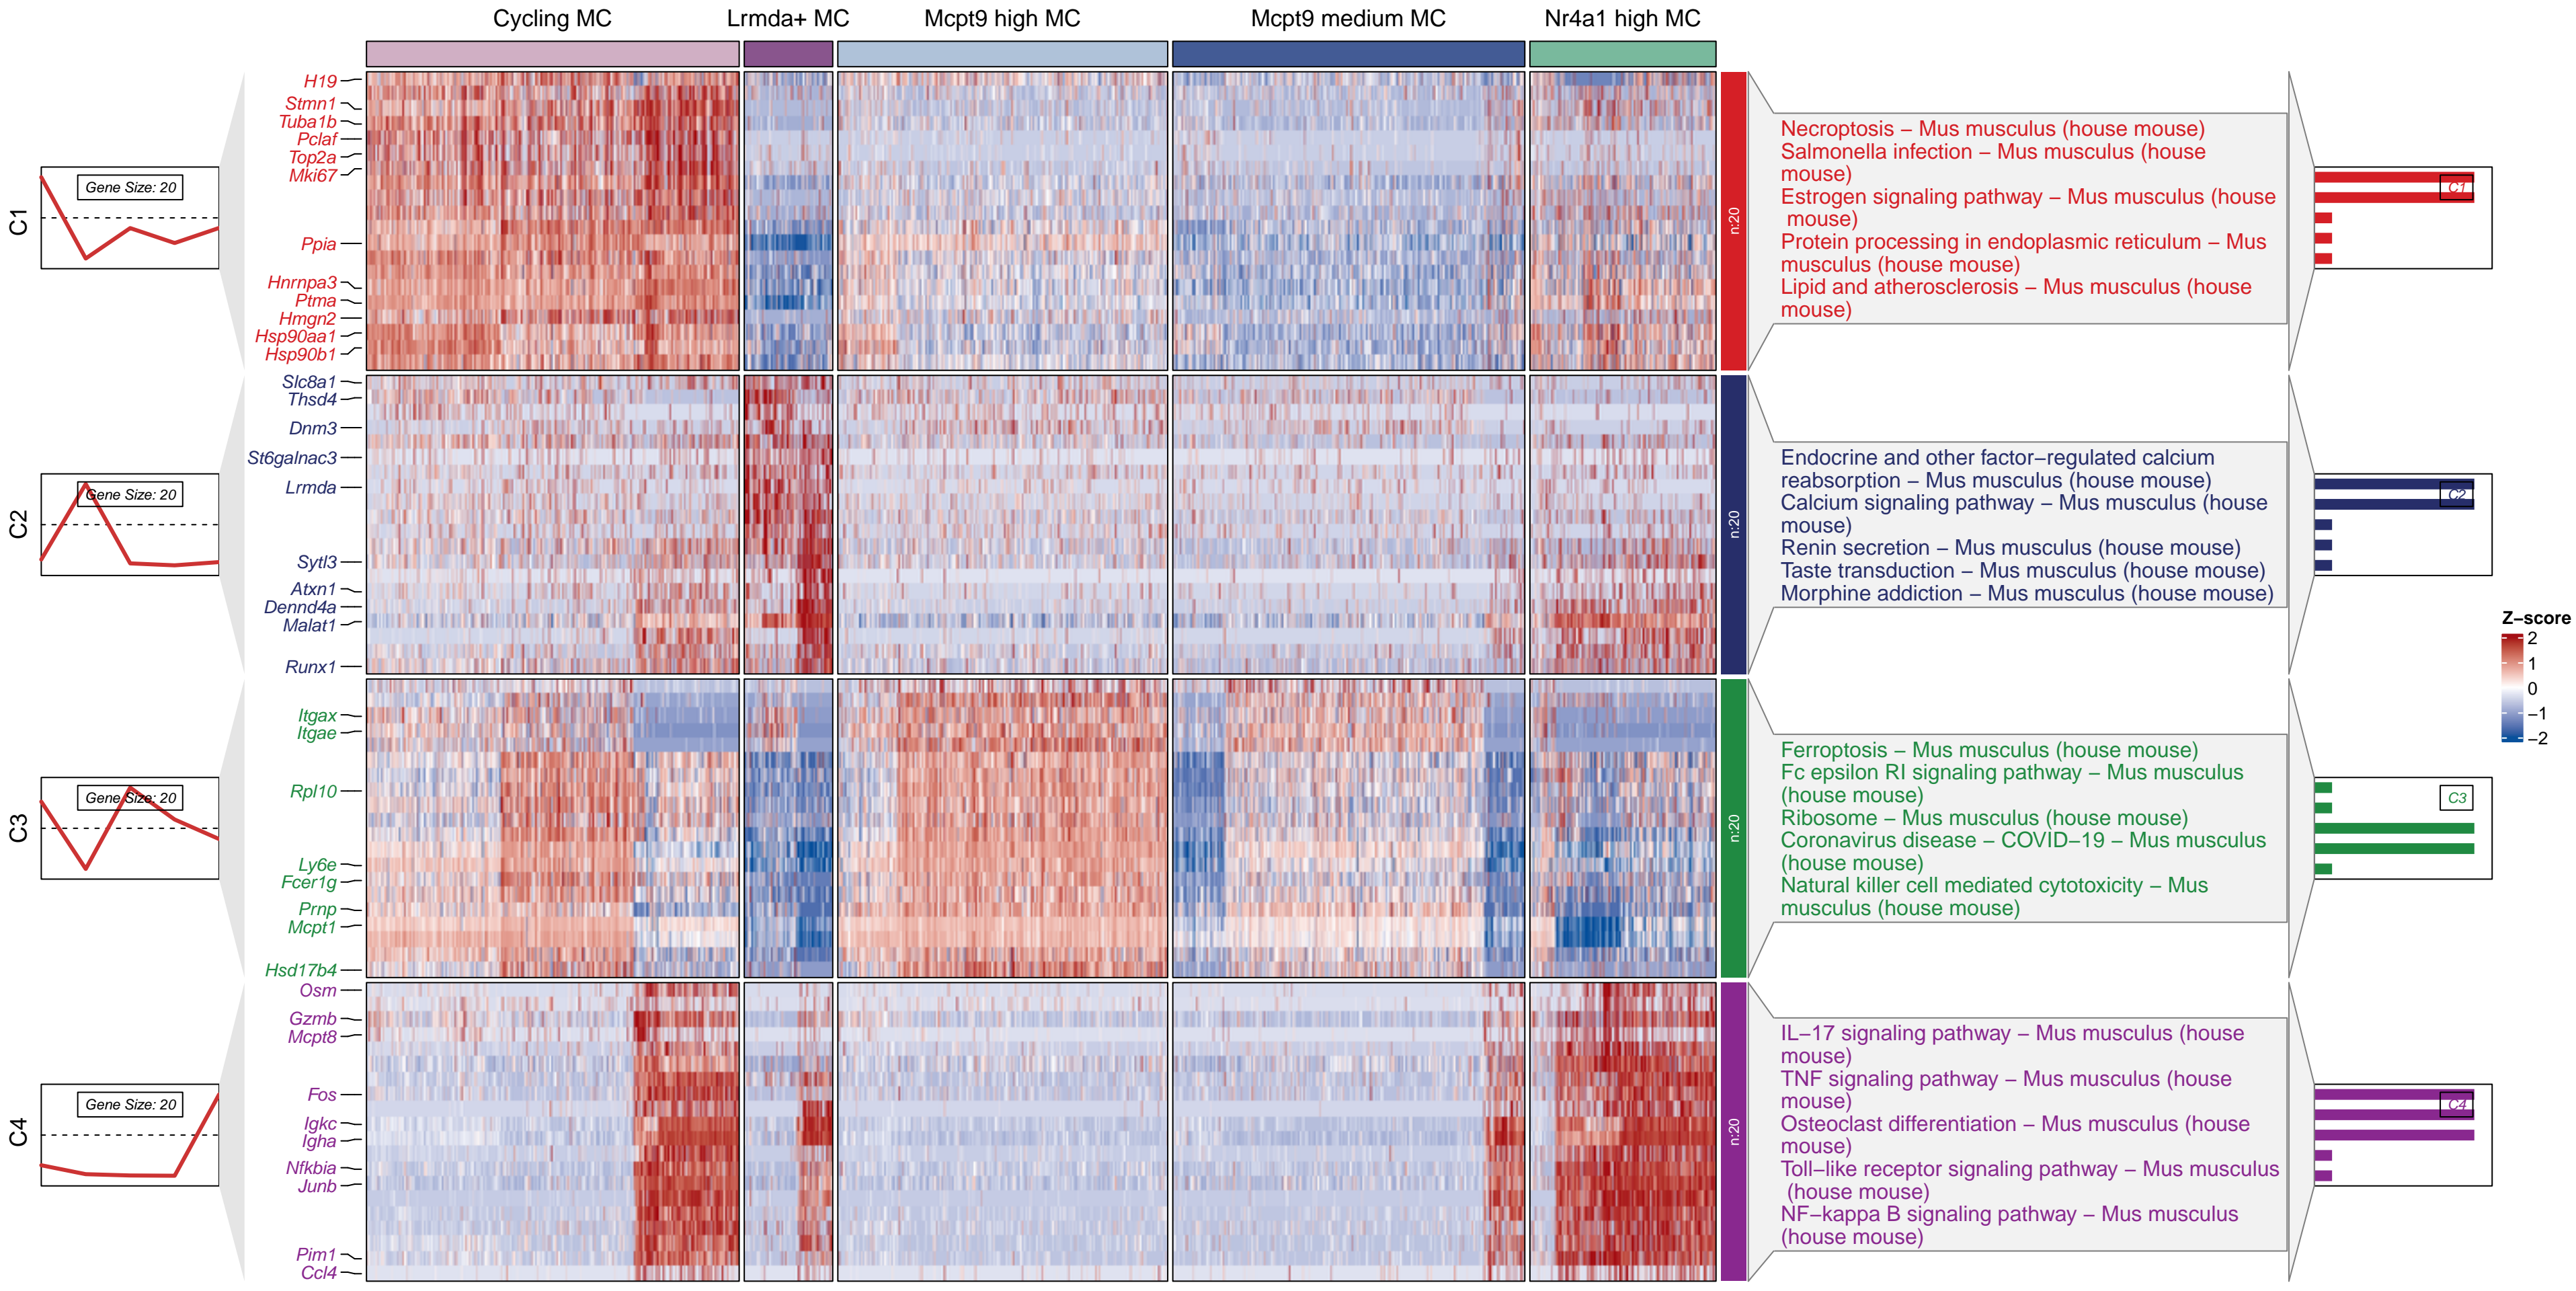 Cycling MC
Lrmda+ MC
Mcpt9 high MC
Mcpt9 medium MC
Nr4a1 high MC
C1
Gene Size: 20
H19
Stmn1
Tuba1b
Pclaf
Top2a
Mki67
Ppia
Hnrnpa3
Ptma
Hmgn2
Hsp90aa1
Hsp90b1
n:20
Necroptosis − Mus musculus (house mouse)
Salmonella infection − Mus musculus (house
mouse)
Estrogen signaling pathway − Mus musculus (house
mouse)
Protein processing in endoplasmic reticulum − Mus
musculus (house mouse)
Lipid and atherosclerosis − Mus musculus (house
mouse)
C1
C2
Gene Size: 20
Slc8a1
Thsd4
Dnm3
St6galnac3
Lrmda
Sytl3
Atxn1
Dennd4a
Malat1
Runx1
n:20
Endocrine and other factor−regulated calcium
reabsorption − Mus musculus (house mouse)
Calcium signaling pathway − Mus musculus (house
mouse)
Renin secretion − Mus musculus (house mouse)
Taste transduction − Mus musculus (house mouse)
Morphine addiction − Mus musculus (house mouse)
C2
Z−score
2
1
0
−1
−2
C3
Gene Size: 20
Itgax
Itgae
Rpl10
Ly6e
Fcer1g
Prnp
Mcpt1
Hsd17b4
n:20
Ferroptosis − Mus musculus (house mouse)
Fc epsilon RI signaling pathway − Mus musculus
(house mouse)
Ribosome − Mus musculus (house mouse)
Coronavirus disease − COVID−19 − Mus musculus
(house mouse)
Natural killer cell mediated cytotoxicity − Mus
musculus (house mouse)
C3
C4
Gene Size: 20
Osm
Gzmb
Mcpt8
Fos
Igkc
Igha
Nfkbia
Junb
Pim1
Ccl4
n:20
IL−17 signaling pathway − Mus musculus (house
mouse)
TNF signaling pathway − Mus musculus (house
mouse)
Osteoclast differentiation − Mus musculus (house
mouse)
Toll−like receptor signaling pathway − Mus musculus
(house mouse)
NF−kappa B signaling pathway − Mus musculus
(house mouse)
C4